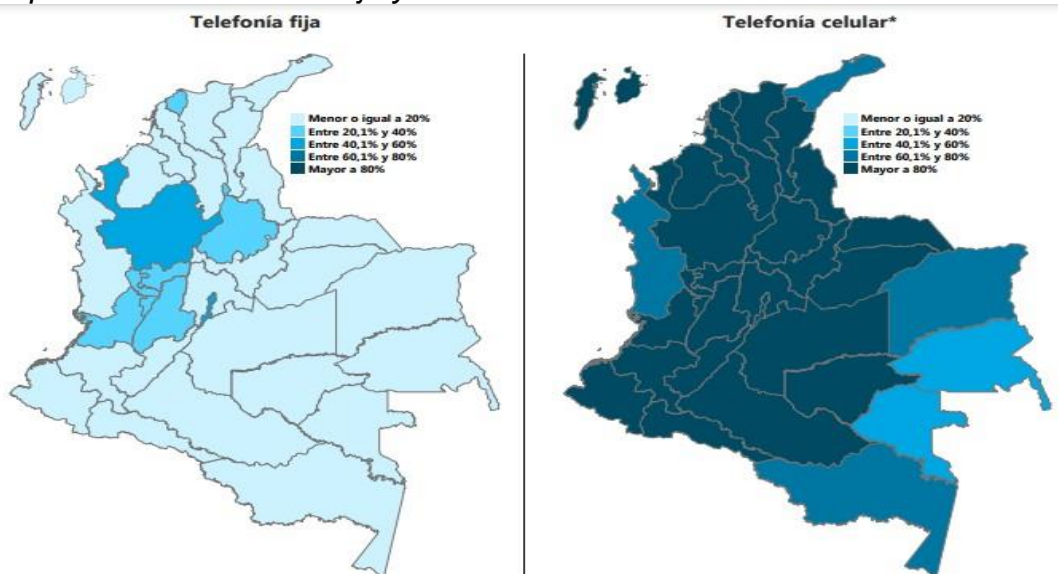 Telefonía fija
Menor o igual a 20%
Entre 20,1% y 40%
Entre 40,1% y 60%
Entre 60,1% y 80%
Mayor a 80%
Telefonía celular*
Menor o igual a 20%
Entre 20,1% y 40%
Entre 40,1% y 60%
Entre 60,1% y 80%
Mayor a 80%